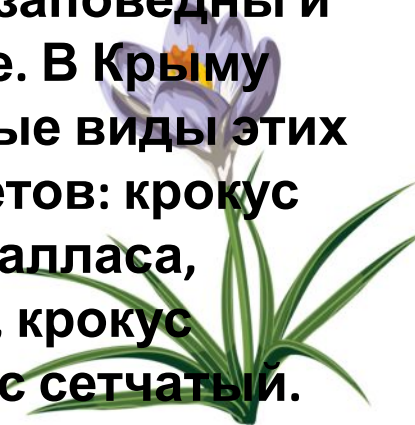 заповедны и
е. В Крыму
ые виды этих
етов: крокус
алласа,
, крокус
с сетчатый.